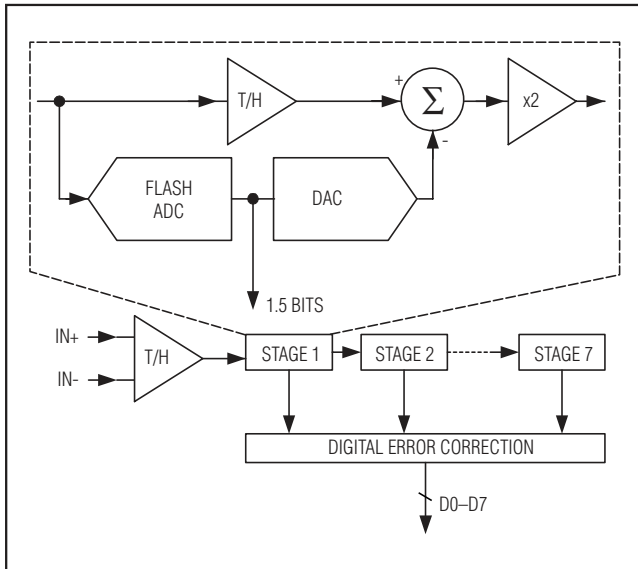 T/H
+
Σ
-
x2
FLASH
ADC
DAC
1.5 BITS
IN+
IN-
T/H
STAGE 1
STAGE 2
STAGE 7
DIGITAL ERROR CORRECTION
D0–D7